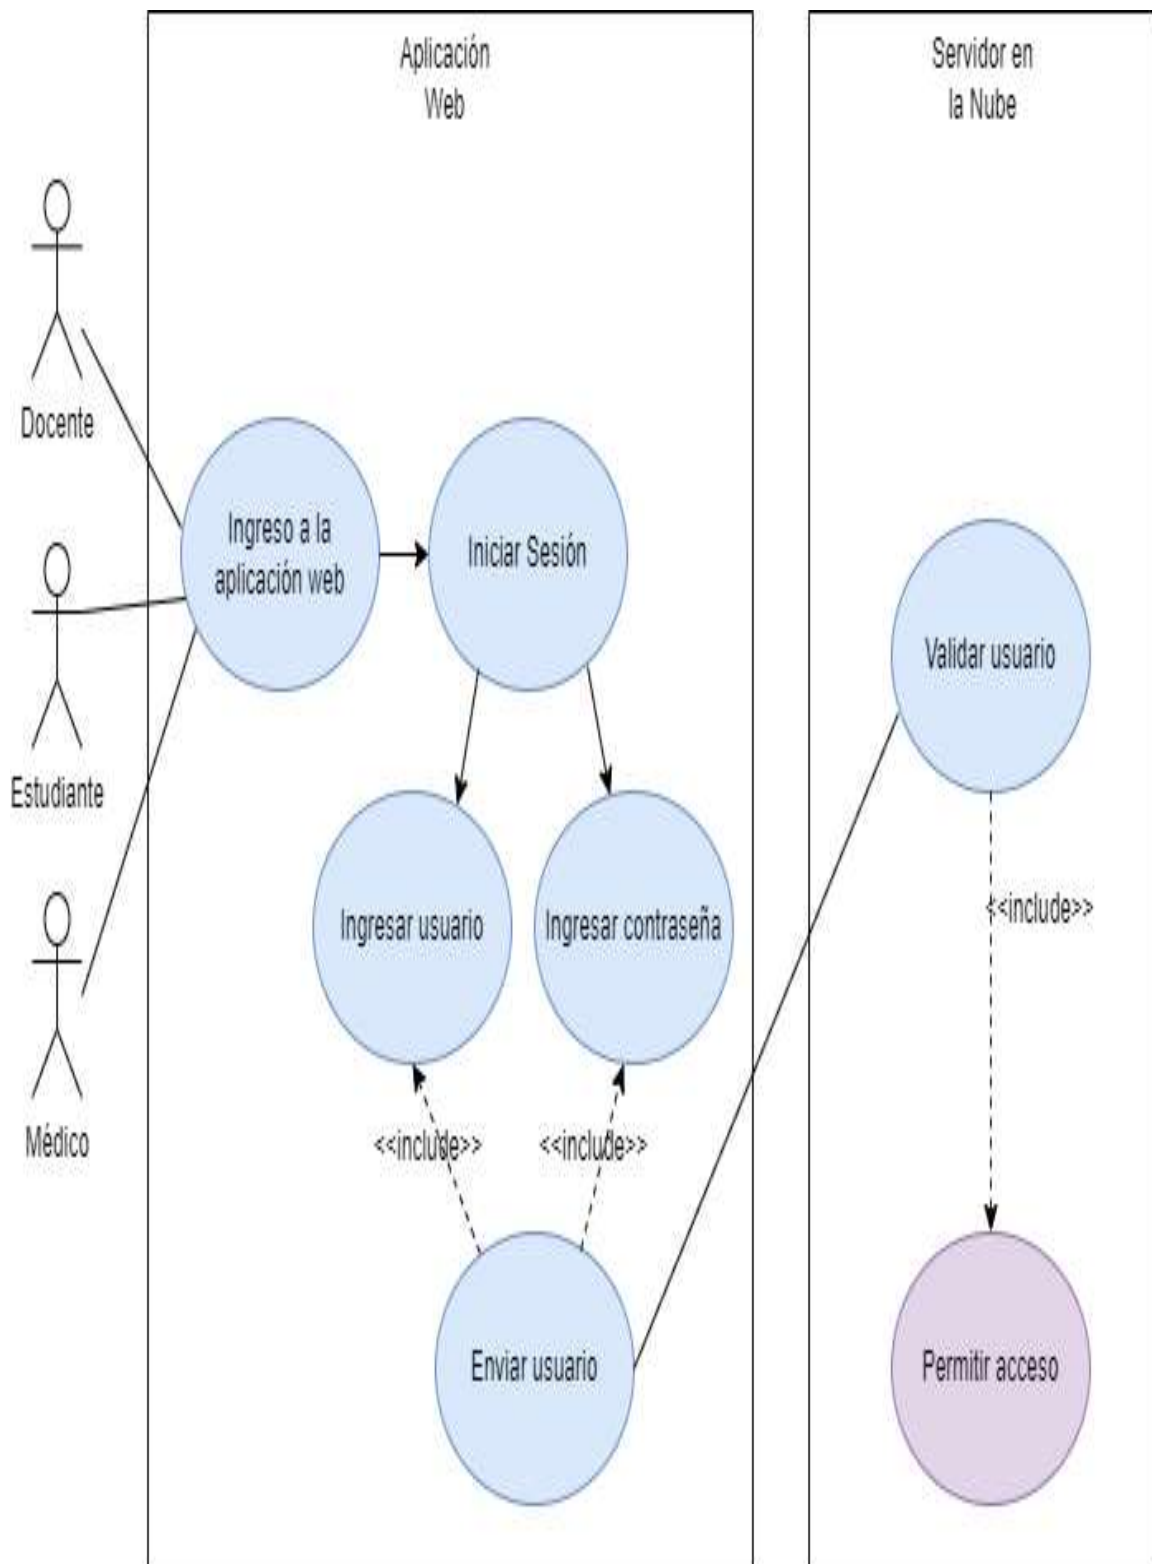 Aplicación
Web
Servidor en
la Nube
Docente
Ingreso a la
aplicación web
Iniciar Sesión
Validar usuario
Estudiante
Ingresar usuario
Ingresar contraseña
<<include>>
Médico
<<include>>
<<include>>
Enviar usuario
Permitir acceso